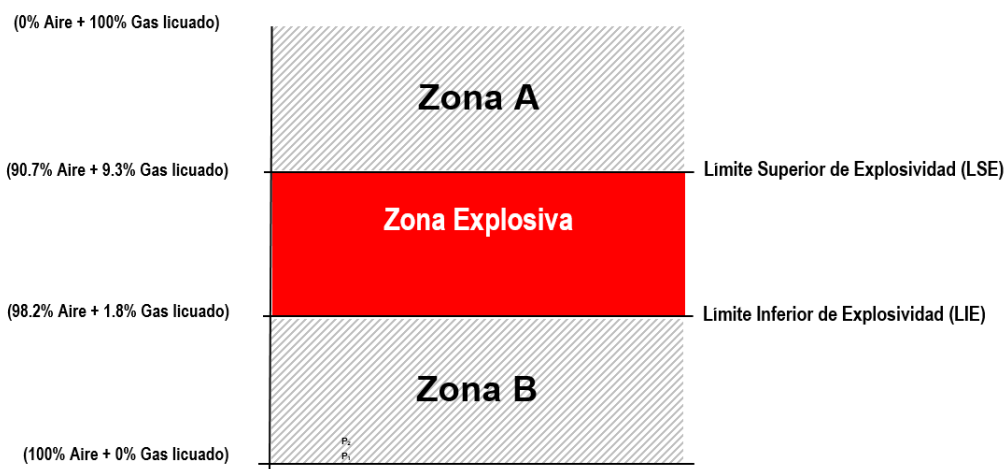 (0% Aire + 100% Gas licuado)
Zona A
(90.7% Aire + 9.3% Gas licuado)
Límite Superior de Explosividad (LSE)
Zona Explosiva
(98.2% Aire + 1.8% Gas licuado)
Límite Inferior de Explosividad (LIE)
Zona B
P₂
P₁
(100% Aire + 0% Gas licuado)